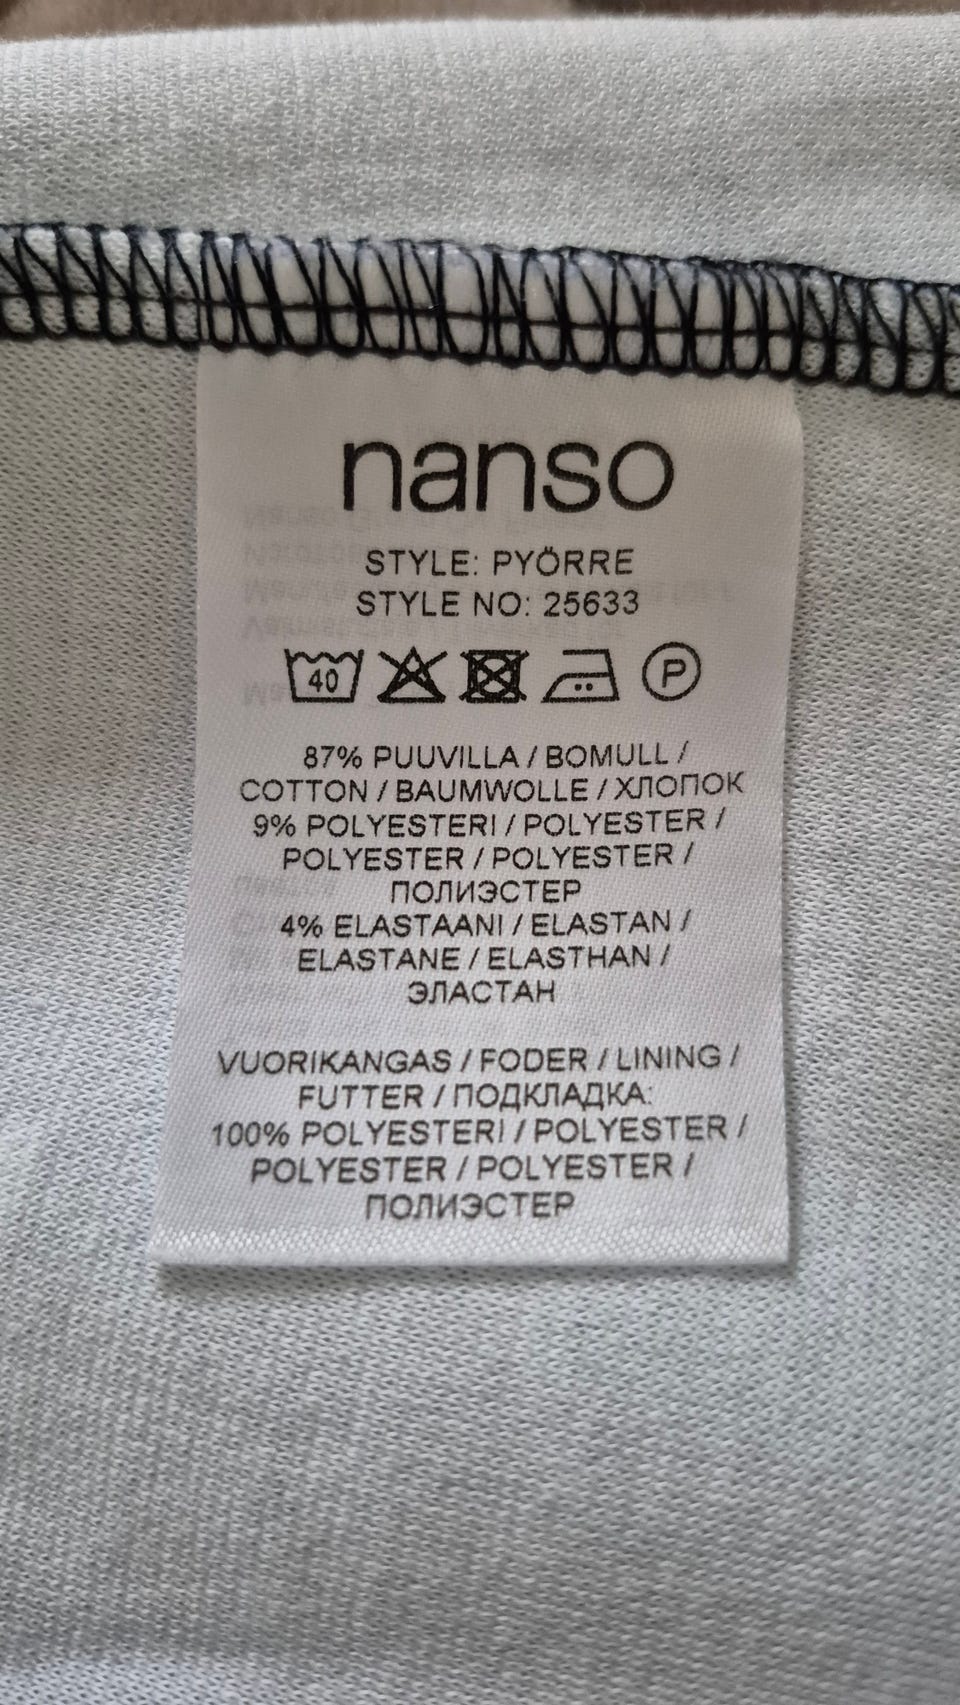 nanso
STYLE: PYÖRRE
STYLE NO: 25633
40 P
87% PUUVILLA / BOMULL /
COTTON / BAUMWOLLE / ХЛОПОК
9% POLYESTERI / POLYESTER /
POLYESTER / POLYESTER /
ПОЛИЭСТЕР
4% ELASTAANI / ELASTAN /
ELASTANE / ELASTHAN /
ЭЛАСТАН
VUORIKANGAS / FODER / LINING /
FUTTER / ПОДКЛАДКА:
100% POLYESTERI / POLYESTER /
POLYESTER / POLYESTER /
ПОЛИЭСТЕР